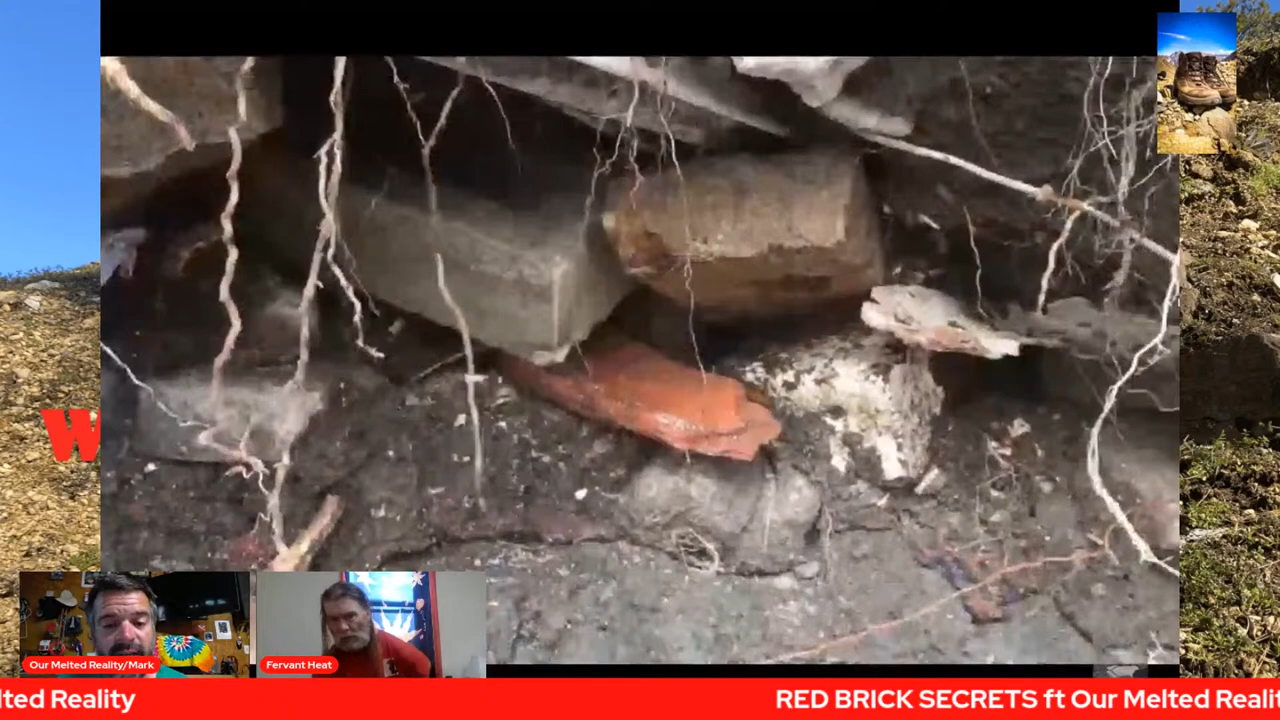 W
Our Melted Reality/Mark
Fervant Heat
lted Reality
RED BRICK SECRETS ft Our Melted Realit